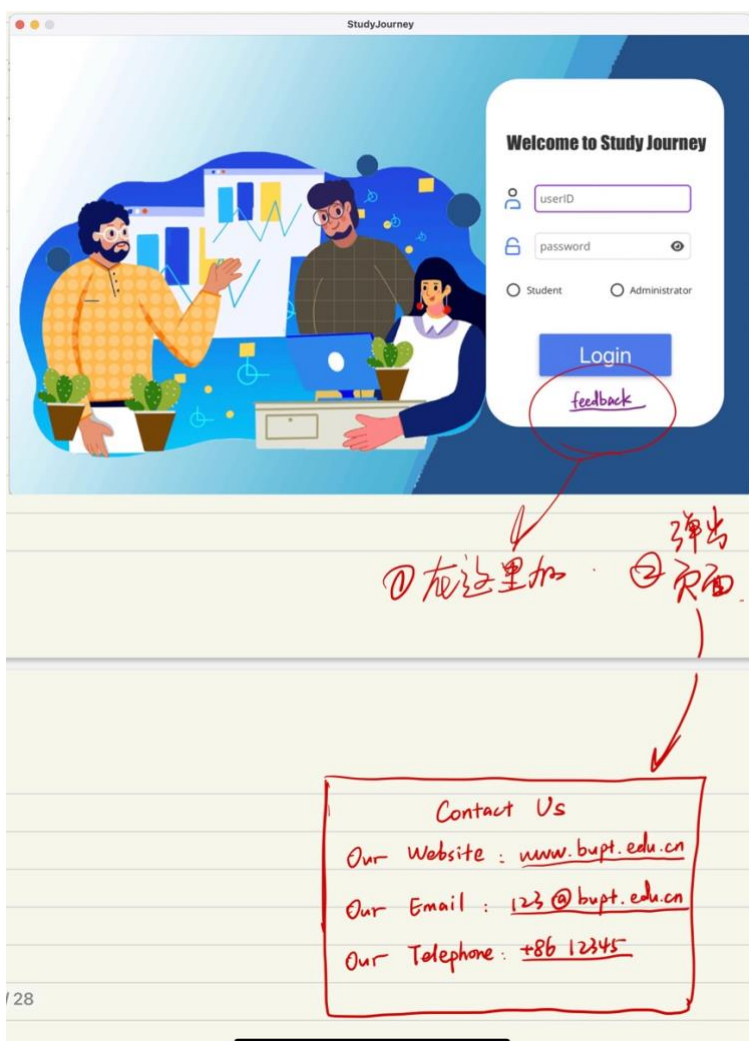 StudyJourney
Welcome to Study Journey
userID
password
Student Administrator
Login
feedback
①在这里加.
②弹出
页面.
Contact Us
Our Website : www.bupt.edu.cn
Our Email : 123@bupt.edu.cn
Our Telephone: +86 12345
/ 28